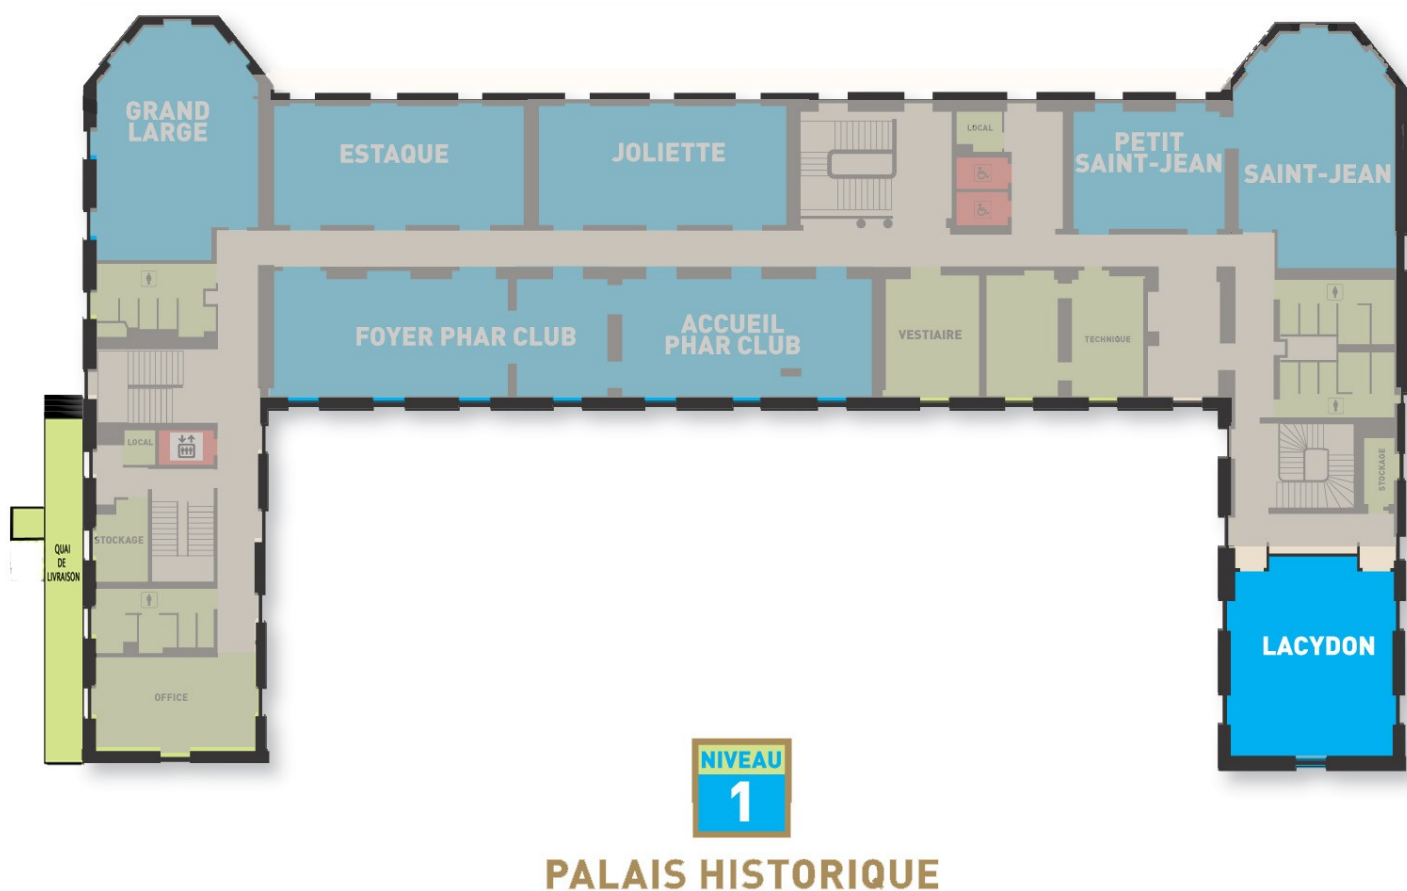 GRAND
LARGE
ESTAQUE
JOLIETTE
LOCAL
PETIT
SAINT-JEAN
SAINT-JEAN
FOYER PHAR CLUB
ACCUEIL
PHAR CLUB
VESTIAIRE
TECHNIQUE
LOCAL
STOCKAGE
STOCKAGE
QUAI
DE
LIVRAISON
OFFICE
LACYDON
NIVEAU
1
PALAIS HISTORIQUE